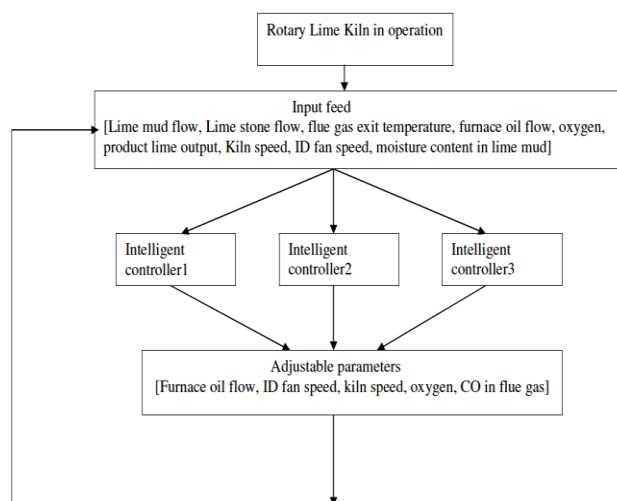 Rotary Lime Kiln in operation
Input feed
[Lime mud flow, Lime stone flow, flue gas exit temperature, furnace oil flow, oxygen,
product lime output, Kiln speed, ID fan speed, moisture content in lime mud]
Intelligent
controller1
Intelligent
controller2
Intelligent
controller3
Adjustable parameters
[Furnace oil flow, ID fan speed, kiln speed, oxygen, CO in flue gas]